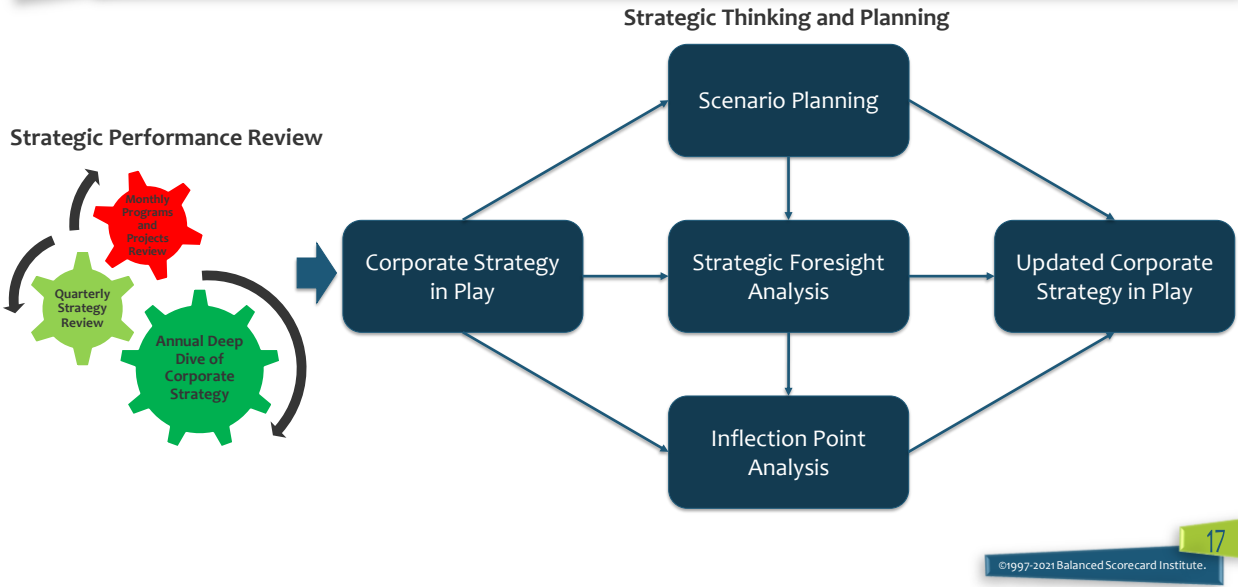 Strategic Thinking and Planning
Strategic Performance Review
Monthly
Programs
and
Projects
Review
Quarterly
Strategy
Review
Annual Deep
Dive of
Corporate
Strategy
Corporate Strategy
in Play
Scenario Planning
Strategic Foresight
Analysis
Inflection Point
Analysis
Updated Corporate
Strategy in Play
17
©1997-2021 Balanced Scorecard Institute.